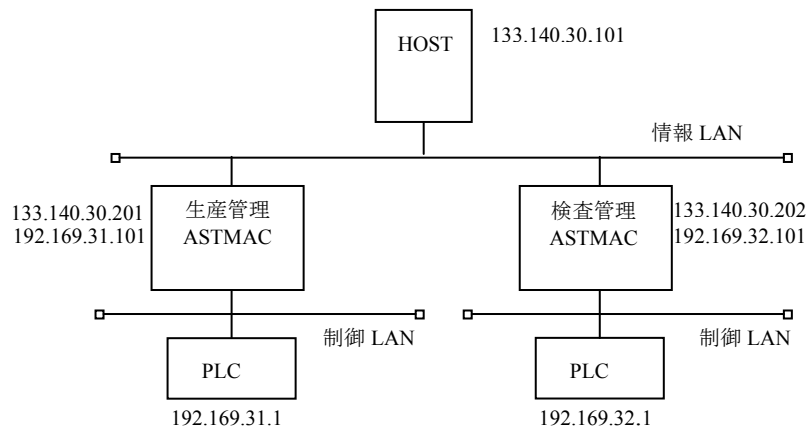 HOST
133.140.30.101
情報 LAN
133.140.30.201
192.169.31.101
生産管理
ASTMAC
検査管理
ASTMAC
133.140.30.202
192.169.32.101
制御 LAN
制御 LAN
PLC
PLC
192.169.31.1
192.169.32.1